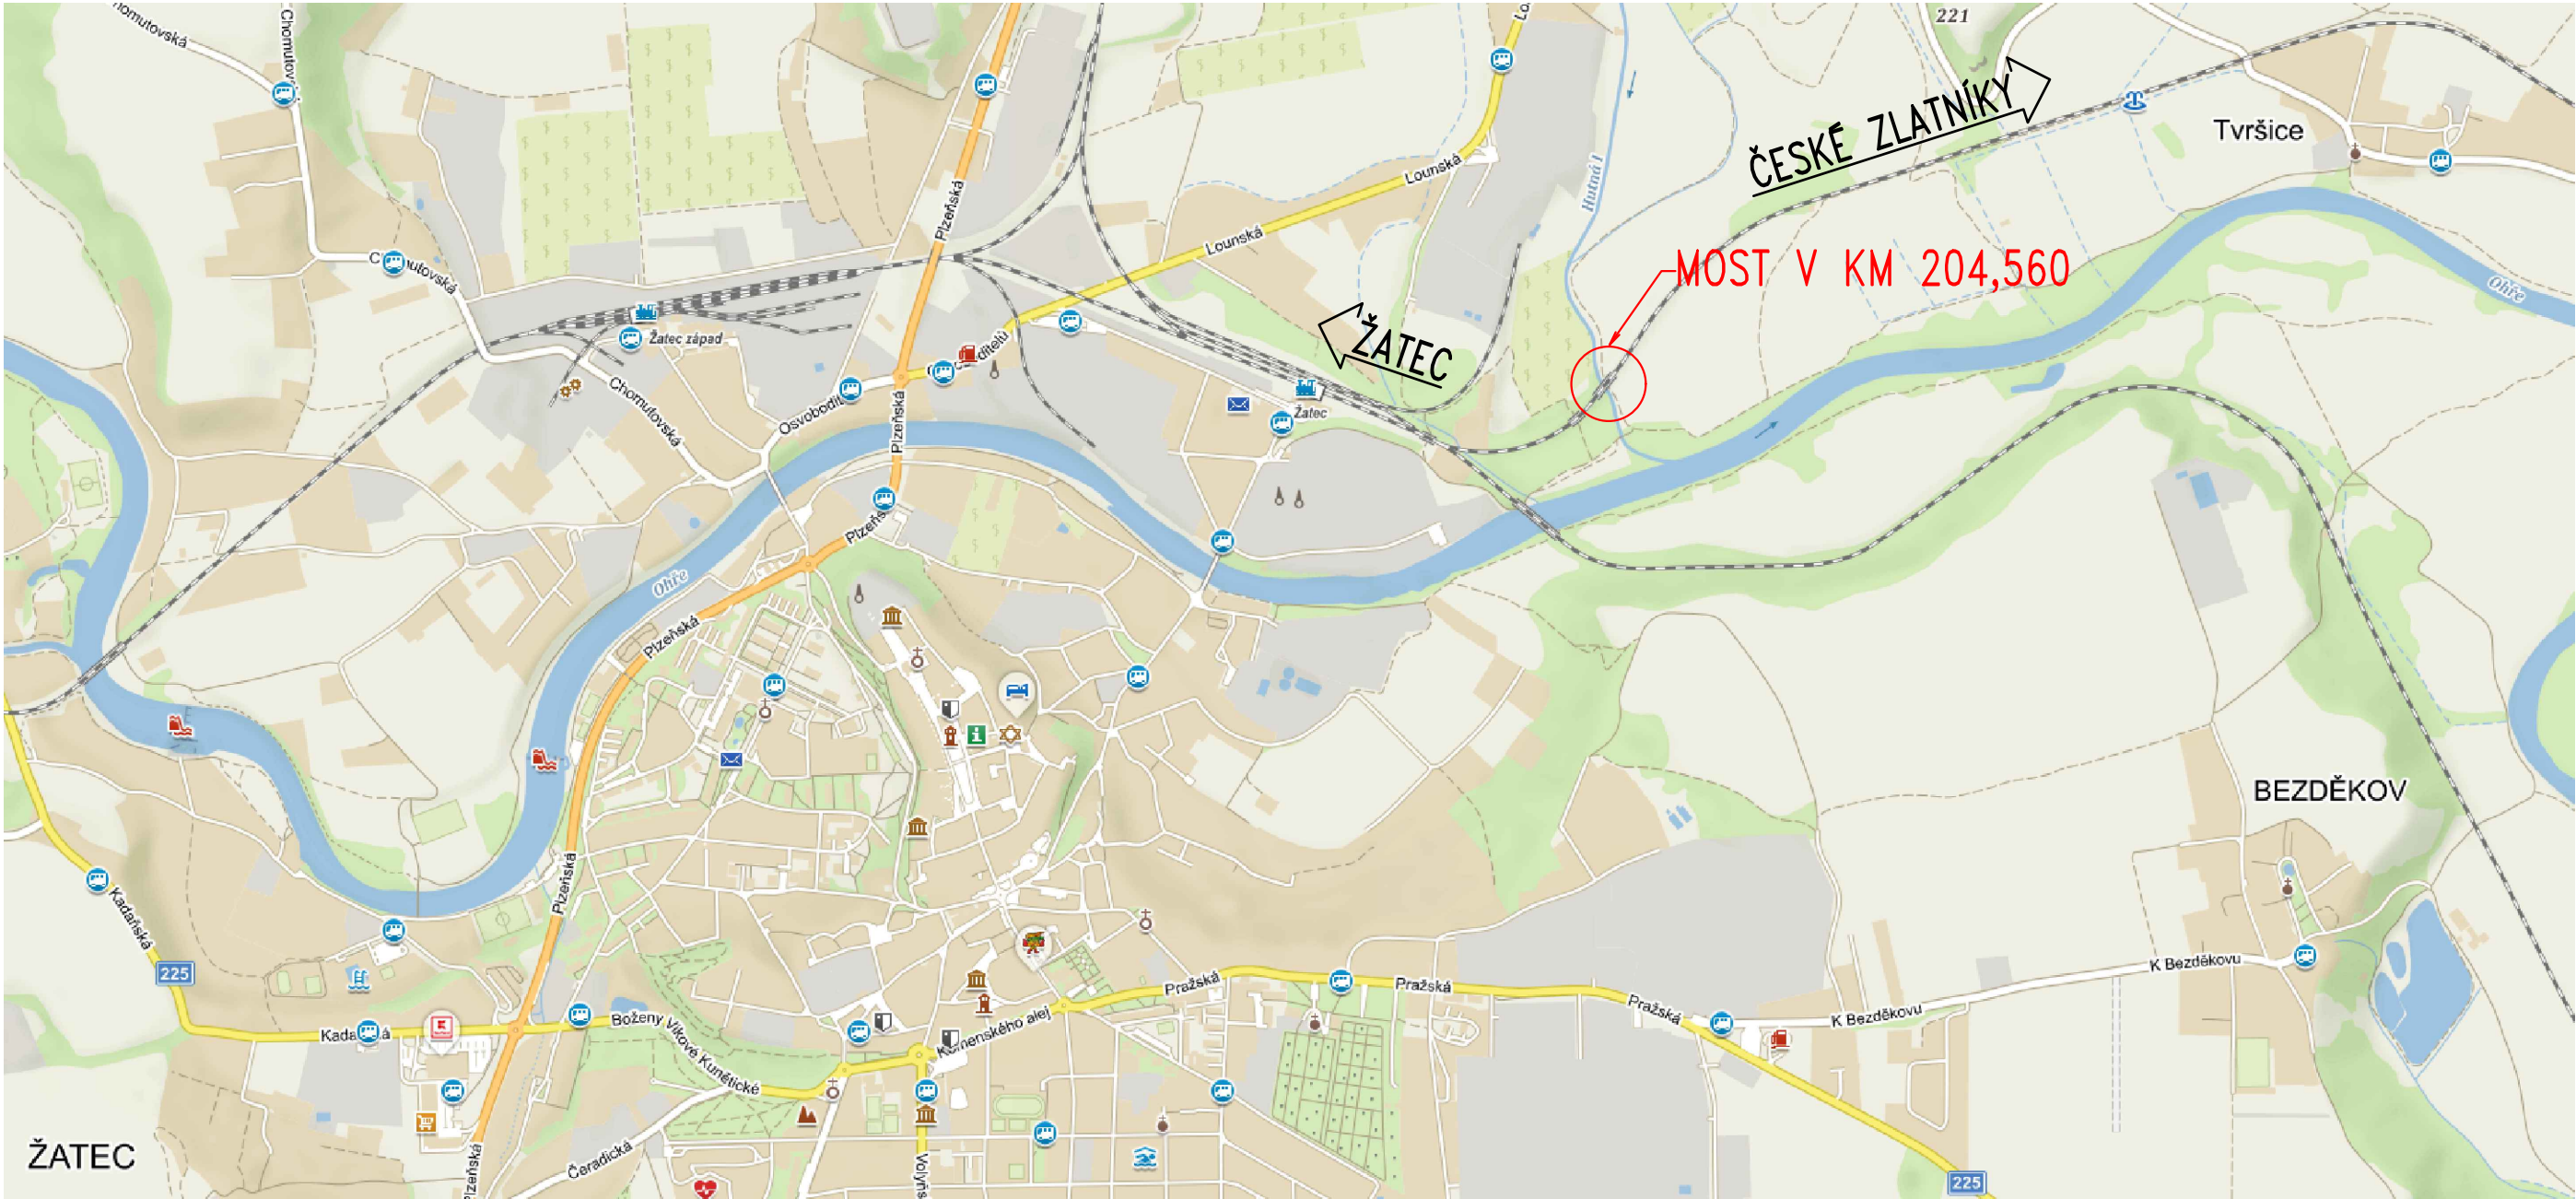 Chomutovská
221
ČESKÉ ZLATNÍKY
Tvršice
Plzeňská
Lounská
Lounská
Hutná I
Chomutovská
MOST V KM 204,560
Ohře
Žatec západ
ŽATEC
Žatec
Chomutovská
Plzeňská
Ohře
Plzeňská
BEZDĚKOV
Plzeňská
Kadaňská
225
K Bezděkovu
Pražská
Pražská
Pražská
K Bezděkovu
Boženy Vikové Kunětické
Komenského alej
Čeradická
ŽATEC
Plzeňská
225